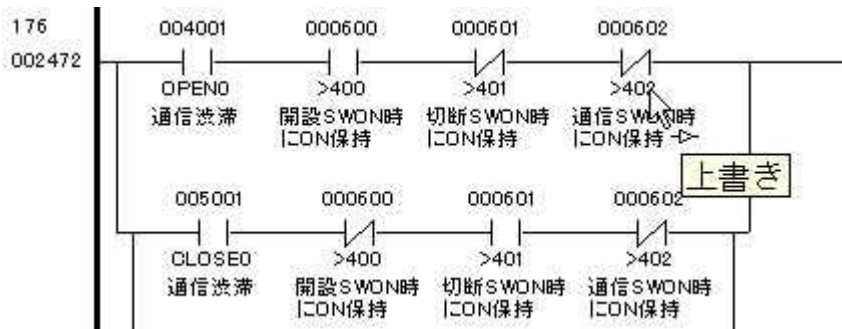 176 004001 000600 000601 000602
002472
OPENO >400 >401 >402
通信渋滞 開設SWON時 切断SWON時 通信SWON時
にON保持 にON保持 にON保持
上書き
005001 000600 000601 000602
CLOSEO >400 >401 >402
通信渋滞 開設SWON時 切断SWON時 通信SWON時
にON保持 にON保持 にON保持